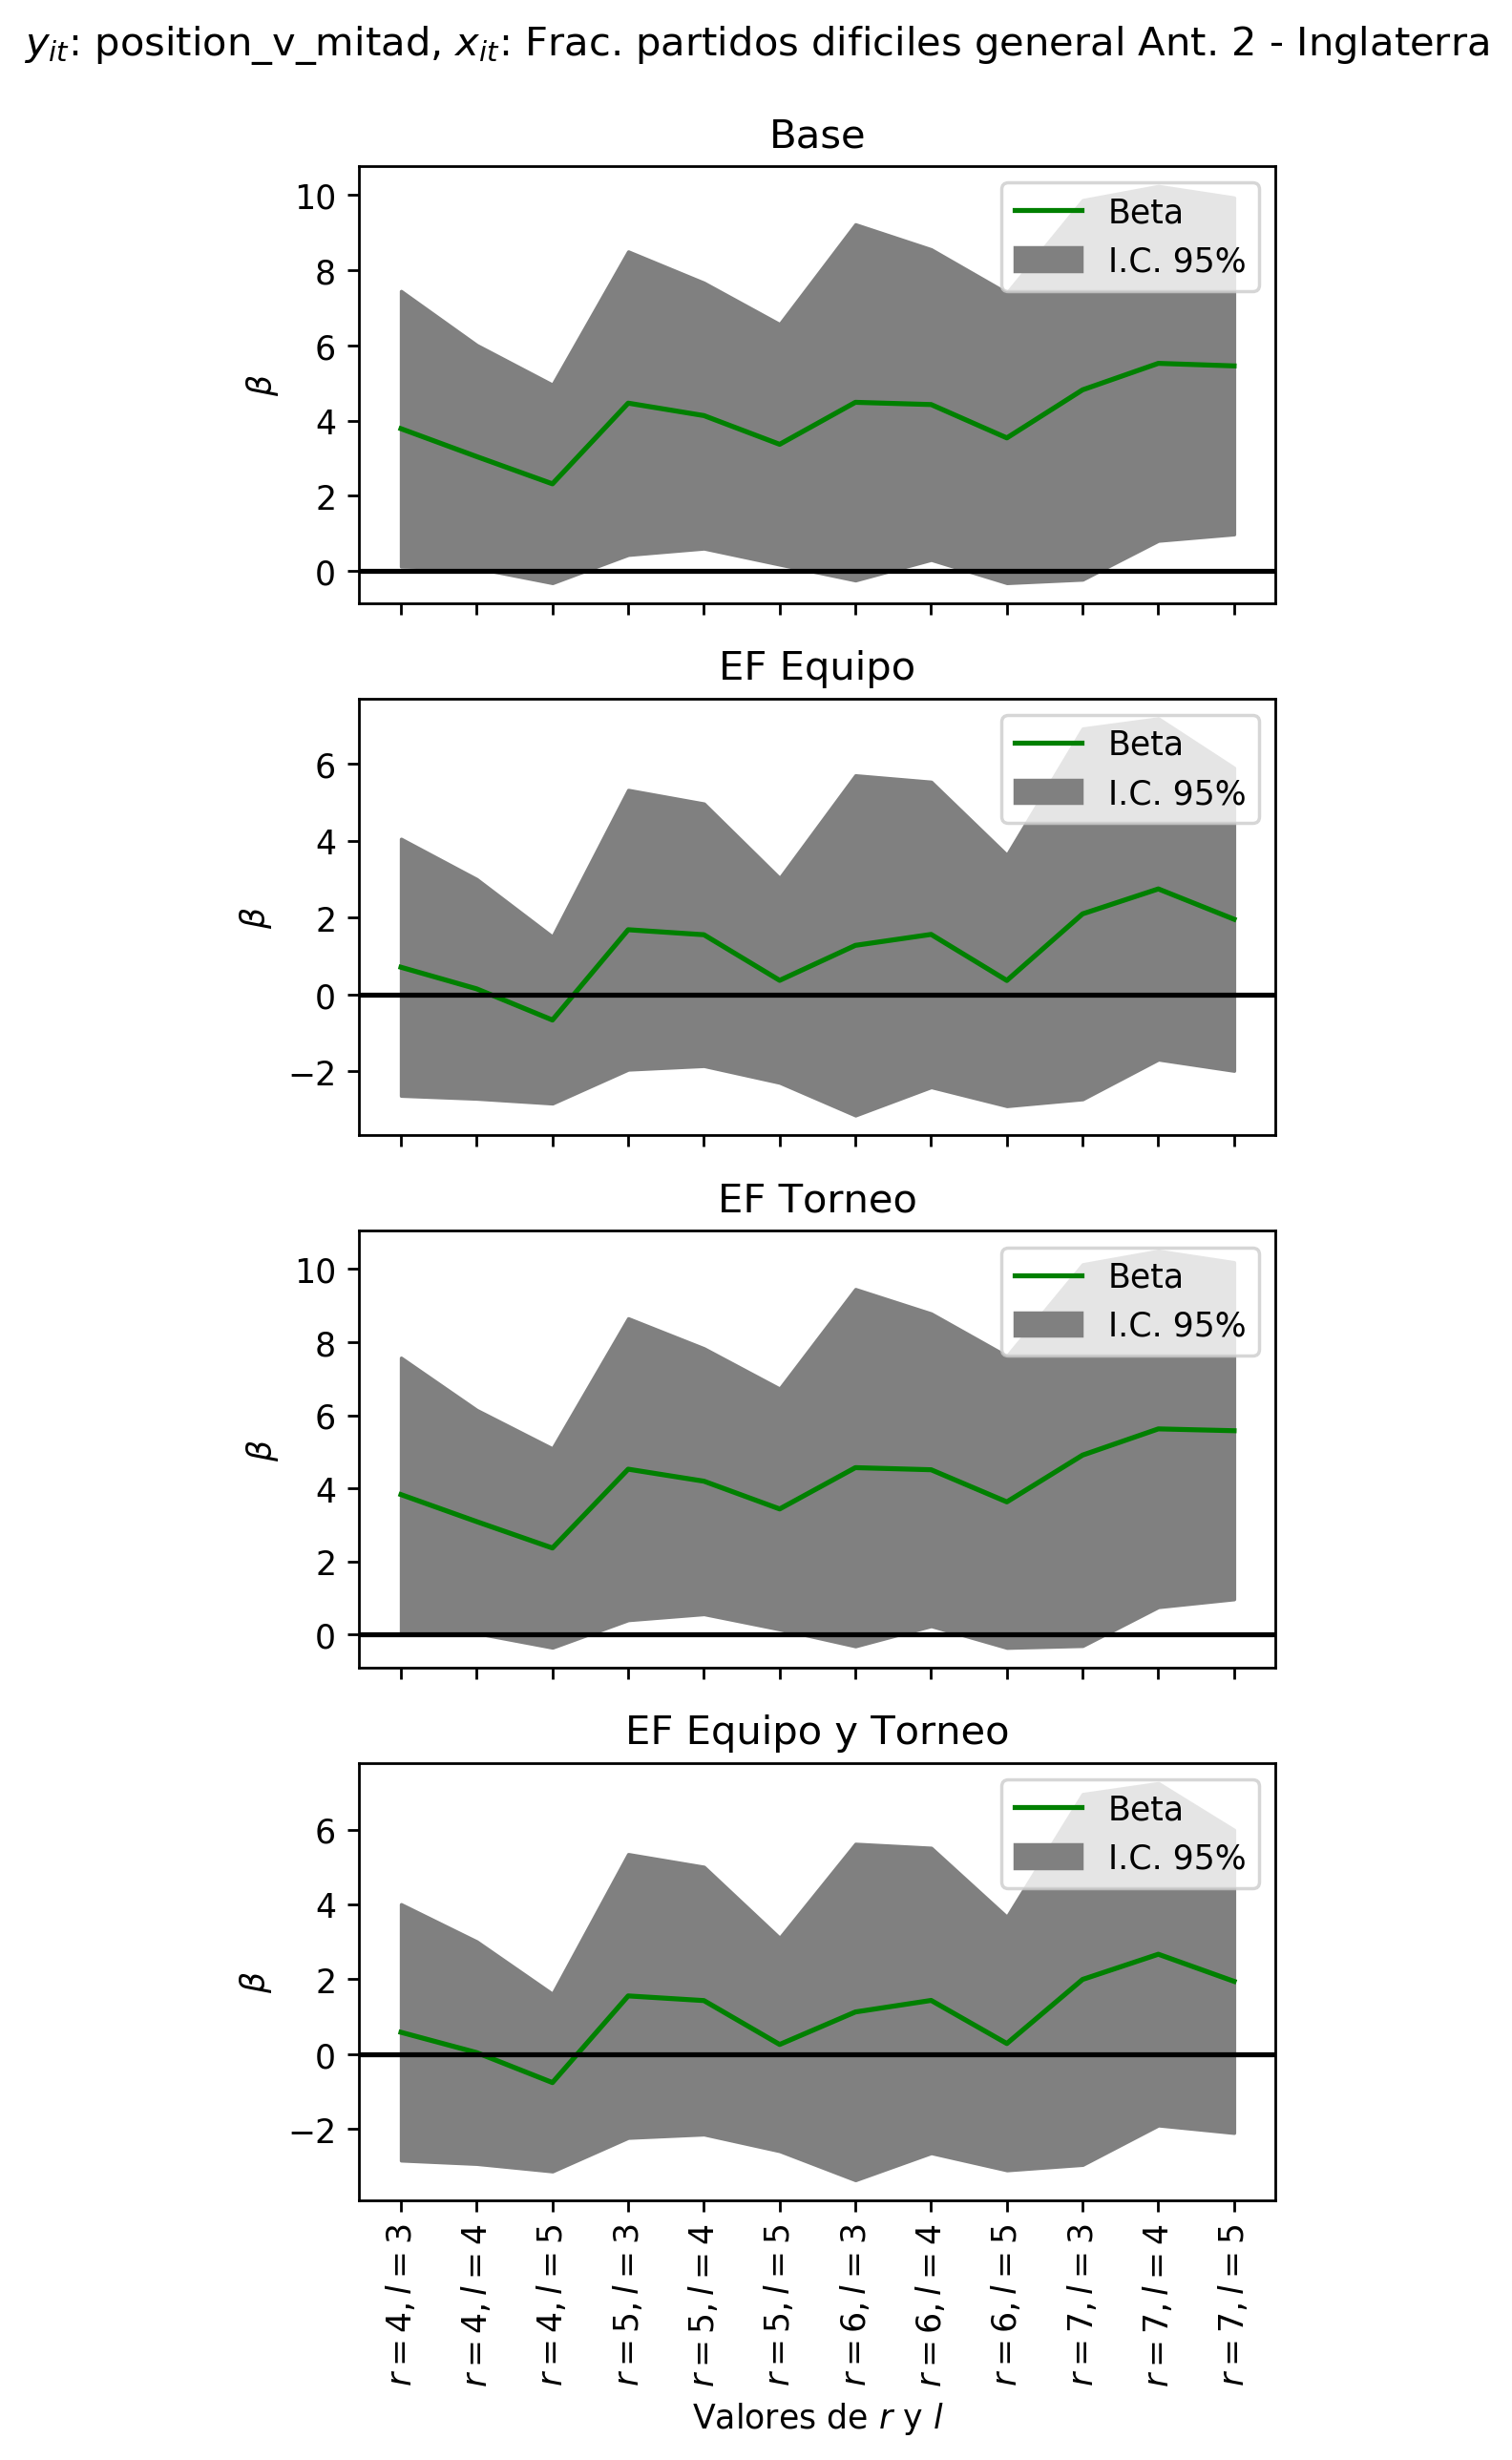 y_it: position_v_mitad, x_it: Frac. partidos dificiles general Ant. 2 - Inglaterra
Base
Beta
I.C. 95%
10
8
6
4
2
0
β
EF Equipo
Beta
I.C. 95%
6
4
2
0
−2
β
EF Torneo
Beta
I.C. 95%
10
8
6
4
2
0
β
EF Equipo y Torneo
Beta
I.C. 95%
6
4
2
0
−2
β
r = 4, l = 3
r = 4, l = 4
r = 4, l = 5
r = 5, l = 3
r = 5, l = 4
r = 5, l = 5
r = 6, l = 3
r = 6, l = 4
r = 6, l = 5
r = 7, l = 3
r = 7, l = 4
r = 7, l = 5
Valores de r y l